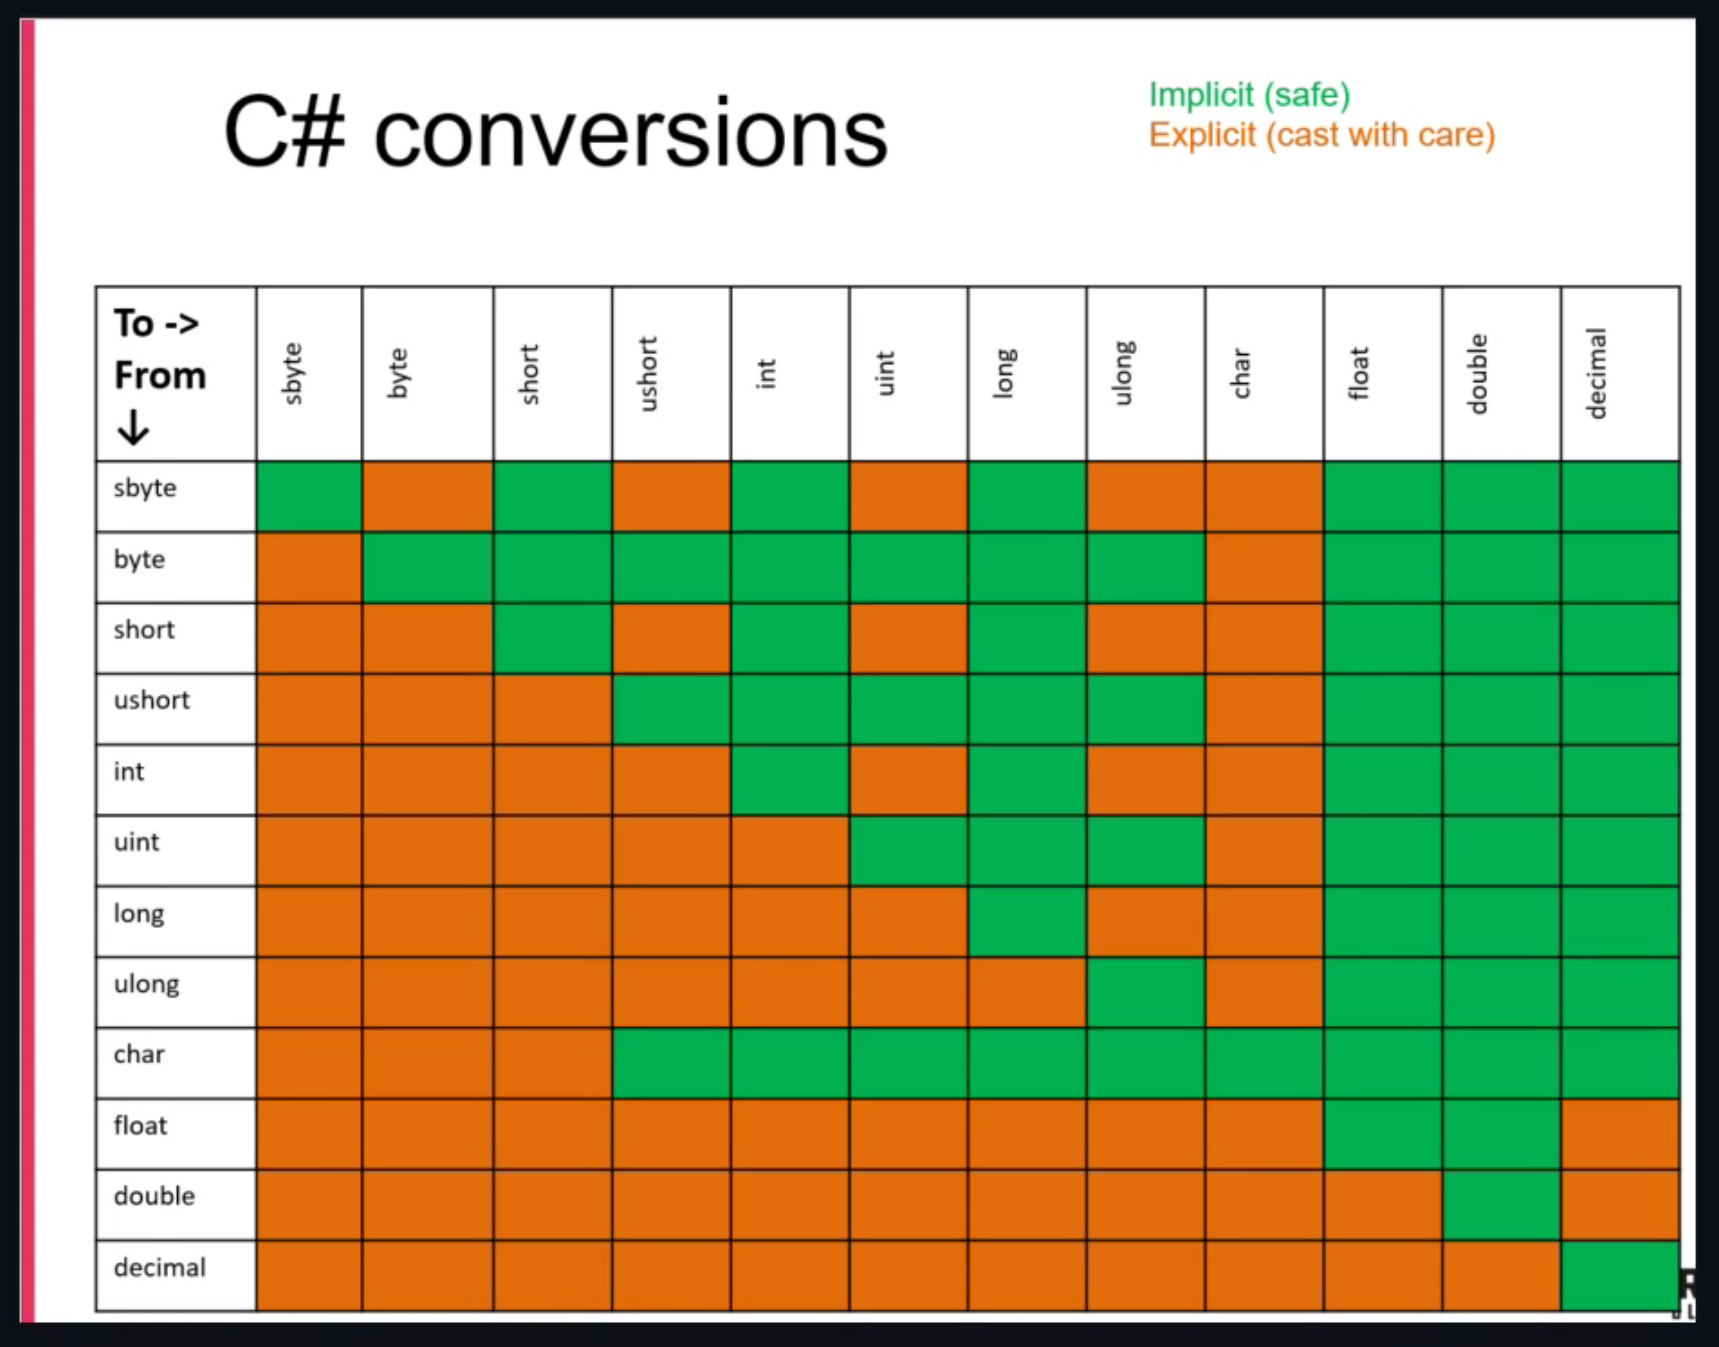 C# conversions
Implicit (safe)
Explicit (cast with care)
To ->
From
↓
sbyte
byte
short
ushort
int
uint
long
ulong
char
float
double
decimal
sbyte
byte
short
ushort
int
uint
long
ulong
char
float
double
decimal